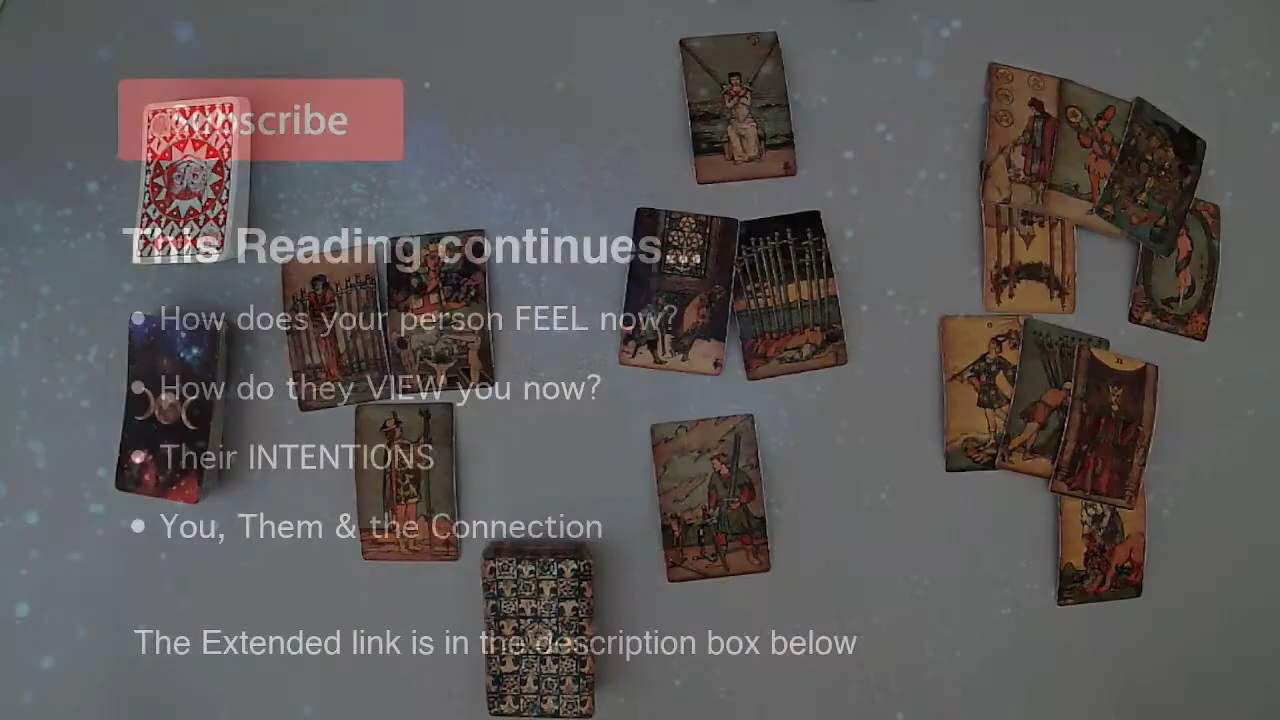 Subscribe
This Reading continues...
• How does your person FEEL now?
• How do they VIEW you now?
• Their INTENTIONS
• You, Them & the Connection
The Extended link is in the description box below